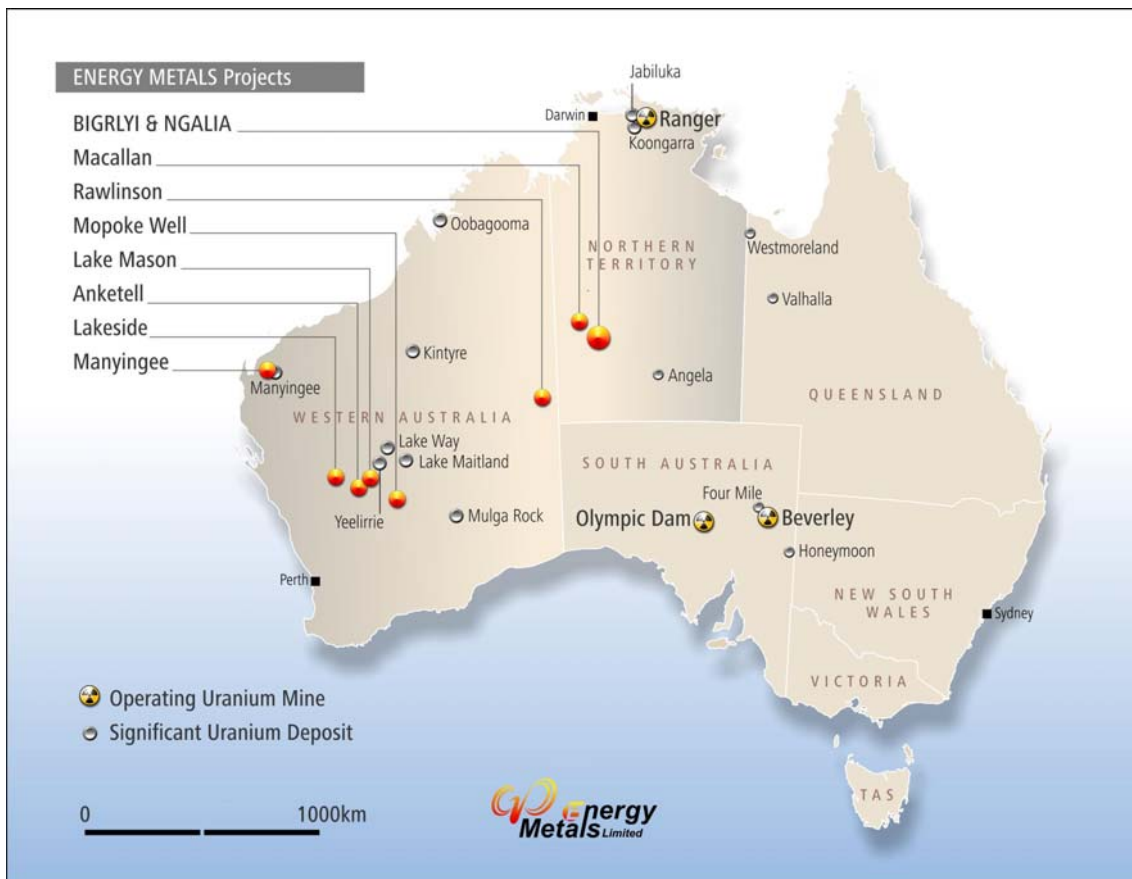 ENERGY METALS Projects
BIGRLYI & NGALIA
Macallan
Rawlinson
Mopoke Well
Lake Mason
Anketell
Lakeside
Manyingee
Jabiluka
Darwin
Ranger
Koongarra
Oobagooma
NORTHERN
TERRITORY
Westmoreland
Valhalla
Kintyre
Angela
Manyingee
QUEENSLAND
WESTERN AUSTRALIA
Lake Way
Lake Maitland
SOUTH AUSTRALIA
Four Mile
Yeelirrie
Mulga Rock
Olympic Dam
Beverley
Honeymoon
Perth
NEW SOUTH
WALES
Sydney
VICTORIA
TAS
Operating Uranium Mine
Significant Uranium Deposit
0 1000km
Energy
Metals Limited